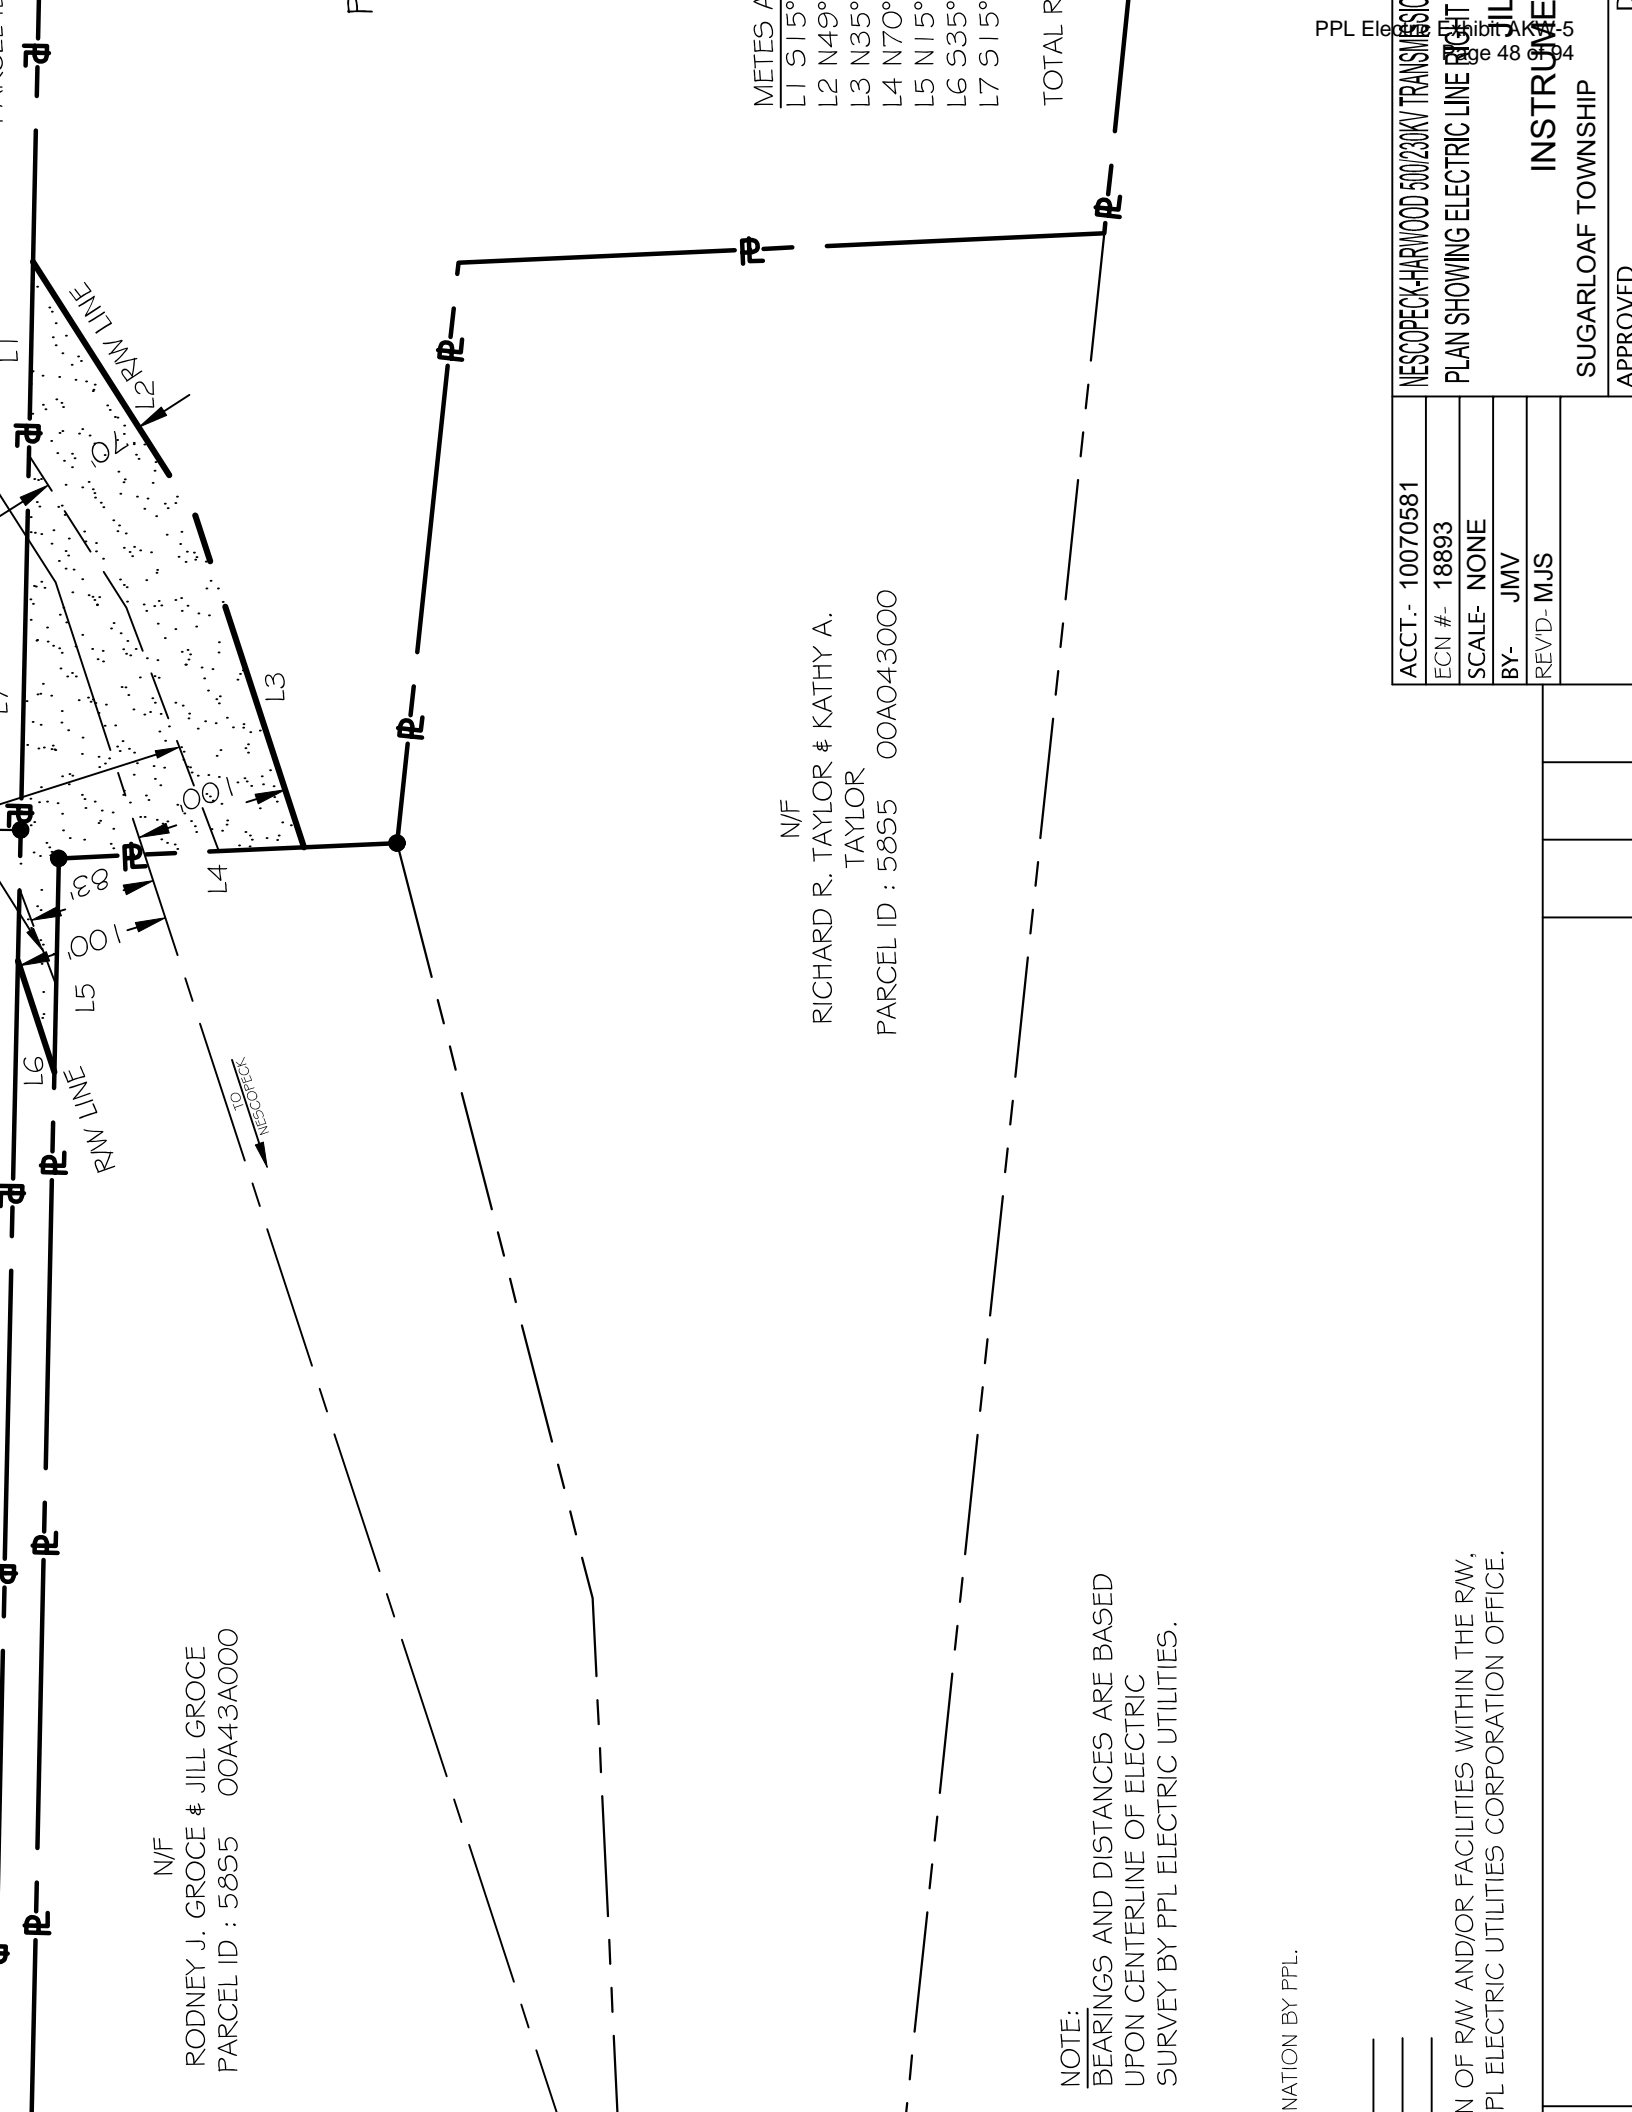 PPL Electric Exhibit AKW-5
Page 48 of 94
METES A
L1 S15°
L2 N49°
L3 N35°
L4 N70°
L5 N15°
L6 S35°
L7 S15°
TOTAL R
L1
R/W LINE
L2
70'
L3
100'
L4
83'
100'
L5
L6
R/W LINE
TO
NESCOPECK
N/F
RICHARD R. TAYLOR & KATHY A.
TAYLOR
PARCEL ID : 58S5 00A043000
N/F
RODNEY J. GROCE & JILL GROCE
PARCEL ID : 58S5 00A43A000
NOTE:
BEARINGS AND DISTANCES ARE BASED
UPON CENTERLINE OF ELECTRIC
SURVEY BY PPL ELECTRIC UTILITIES.
NATION BY PPL.
N OF R/W AND/OR FACILITIES WITHIN THE R/W,
PL ELECTRIC UTILITIES CORPORATION OFFICE.
ACCT.- 10070581
ECN #- 18893
SCALE- NONE
BY- JMV
REV'D- MJS
NESCOPECK-HARWOOD 500/230KV TRANSMISSIO
PLAN SHOWING ELECTRIC LINE RIGHT
JIL
INSTRUME
SUGARLOAF TOWNSHIP
APPROVED